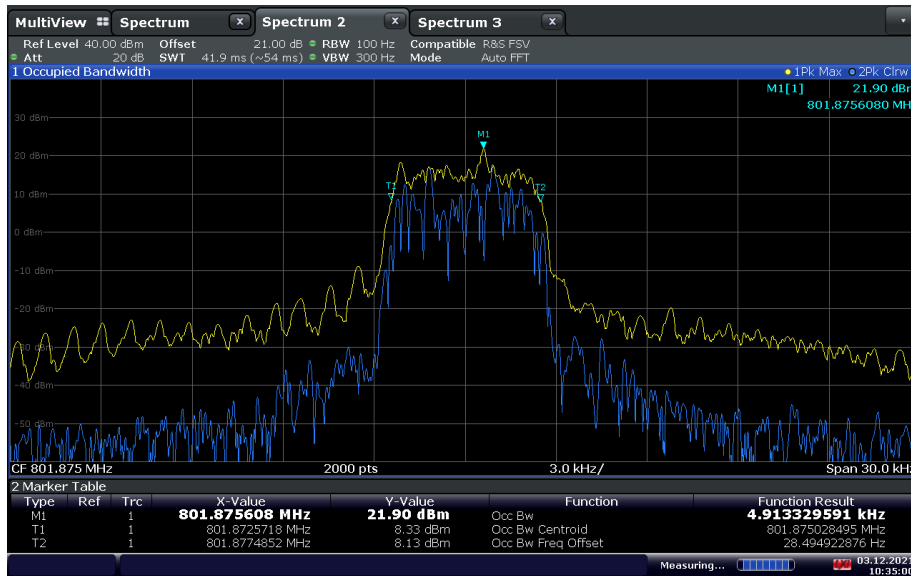 MultiView Spectrum x Spectrum 2 x Spectrum 3 x
Ref Level 40.00 dBm Offset 21.00 dB RBW 100 Hz Compatible R&S FSV
Att 20 dB SWT 41.9 ms (~54 ms) VBW 300 Hz Mode Auto FFT
1 Occupied Bandwidth 1Pk Max 2Pk Clrw
M1[1] 21.90 dBr
801.8756080 MH
30 dBm
M1
20 dBm
T1 T2
10 dBm
0 dBm
-10 dBm
-20 dBm
-30 dBm
-40 dBm
-50 dBm
CF 801.875 MHz 2000 pts 3.0 kHz/ Span 30.0 kH
2 Marker Table
Type Ref Trc X-Value Y-Value Function Function Result
M1 1 801.875608 MHz 21.90 dBm Occ Bw 4.913329591 kHz
T1 1 801.8725718 MHz 8.33 dBm Occ Bw Centroid 801.875028495 MHz
T2 1 801.8774852 MHz 8.13 dBm Occ Bw Freq Offset 28.494922876 Hz
Measuring... 03.12.2021
10:35:00